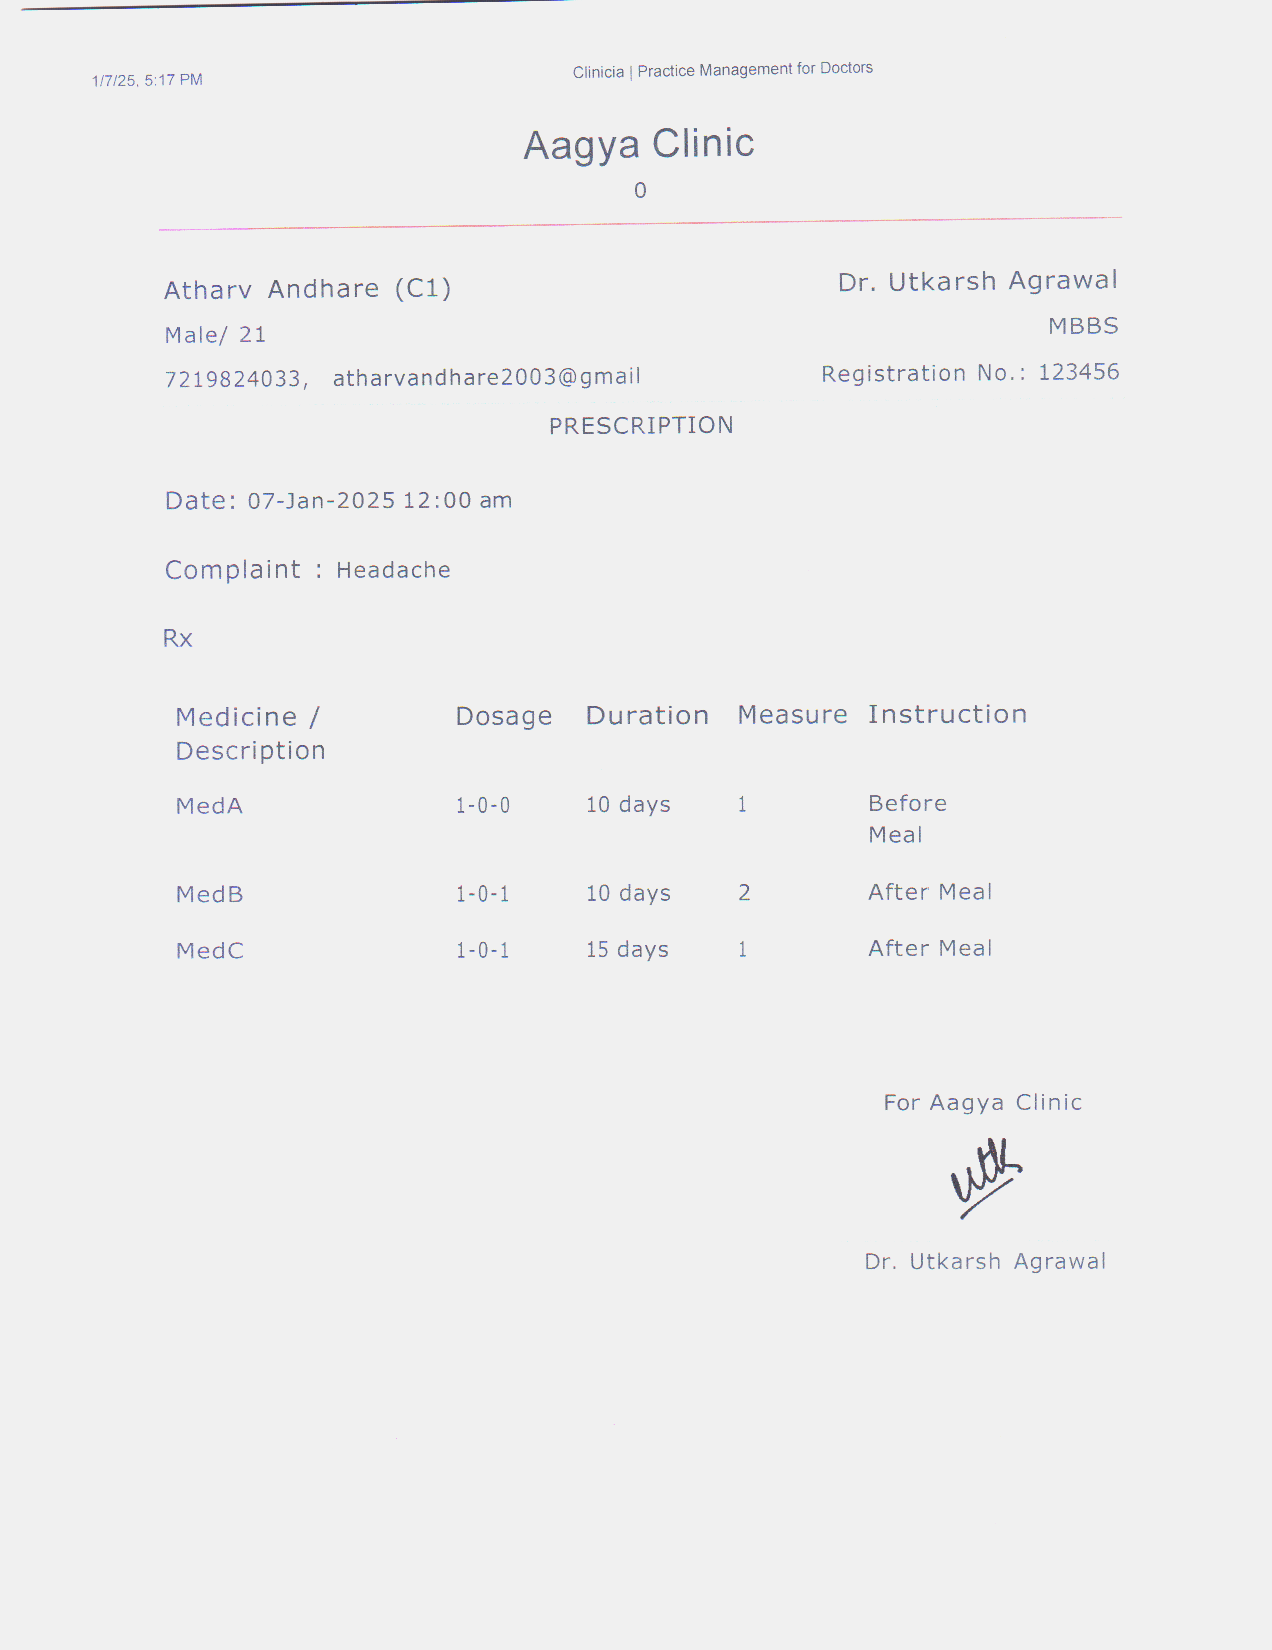 1/7/25, 5:17 PM Clinicia | Practice Management for Doctors
Aagya Clinic
0
Atharv Andhare (C1) Dr. Utkarsh Agrawal
Male/ 21 MBBS
7219824033, atharvandhare2003@gmail Registration No.: 123456
PRESCRIPTION
Date: 07-Jan-2025 12:00 am
Complaint : Headache
Rx
Medicine / Dosage Duration Measure Instruction
Description
MedA 1-0-0 10 days 1 Before
Meal
MedB 1-0-1 10 days 2 After Meal
MedC 1-0-1 15 days 1 After Meal
For Aagya Clinic
utk
Dr. Utkarsh Agrawal